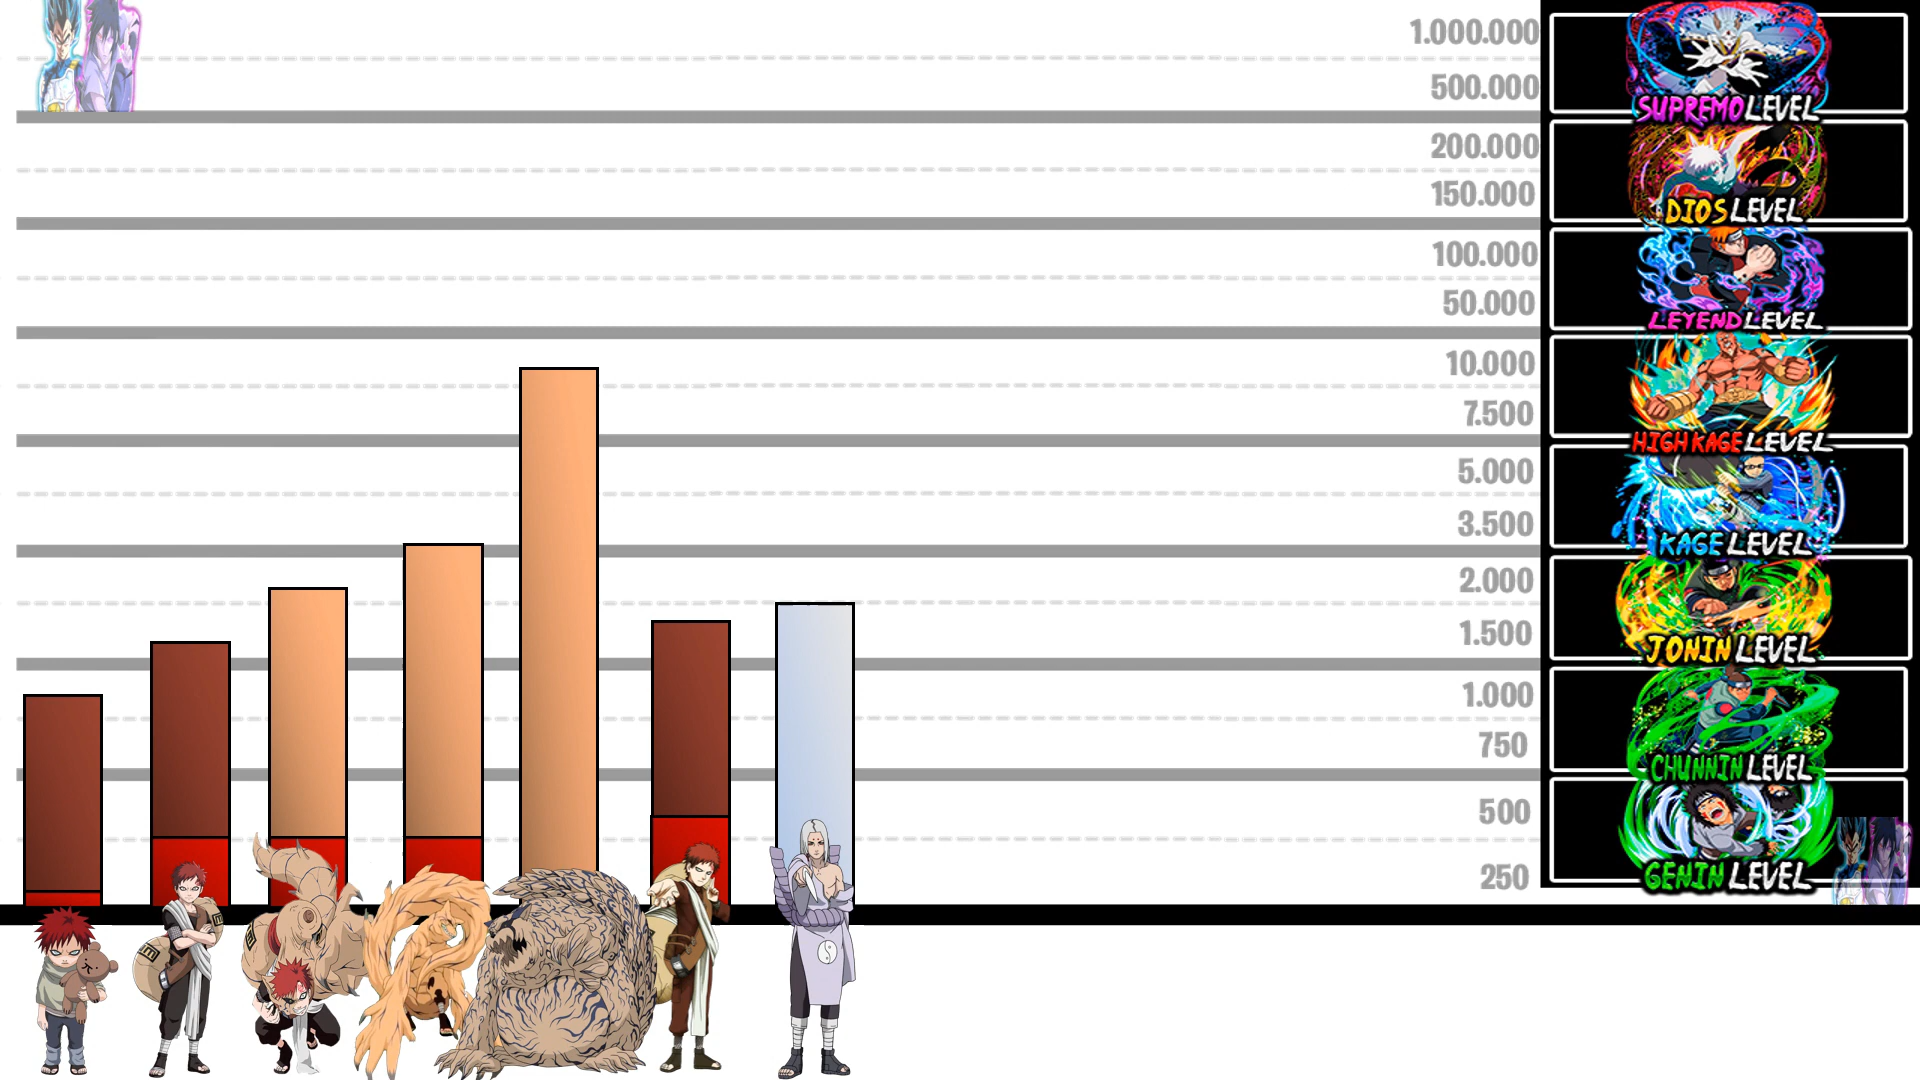 1.000.000
500.000
SUPREMO LEVEL
200.000
150.000
DIOS LEVEL
100.000
50.000
LEYEND LEVEL
10.000
7.500
HIGH KAGE LEVEL
5.000
3.500
KAGE LEVEL
2.000
1.500
JONIN LEVEL
1.000
750
CHUNNIN LEVEL
500
250
GENIN LEVEL